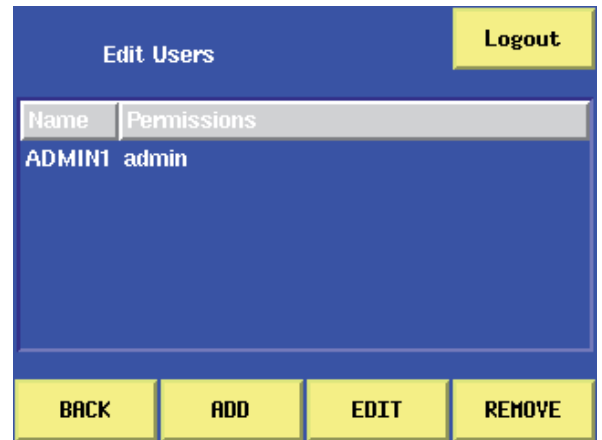 Edit Users
Logout
Name Permissions
ADMIN1 admin
BACK ADD EDIT REMOVE